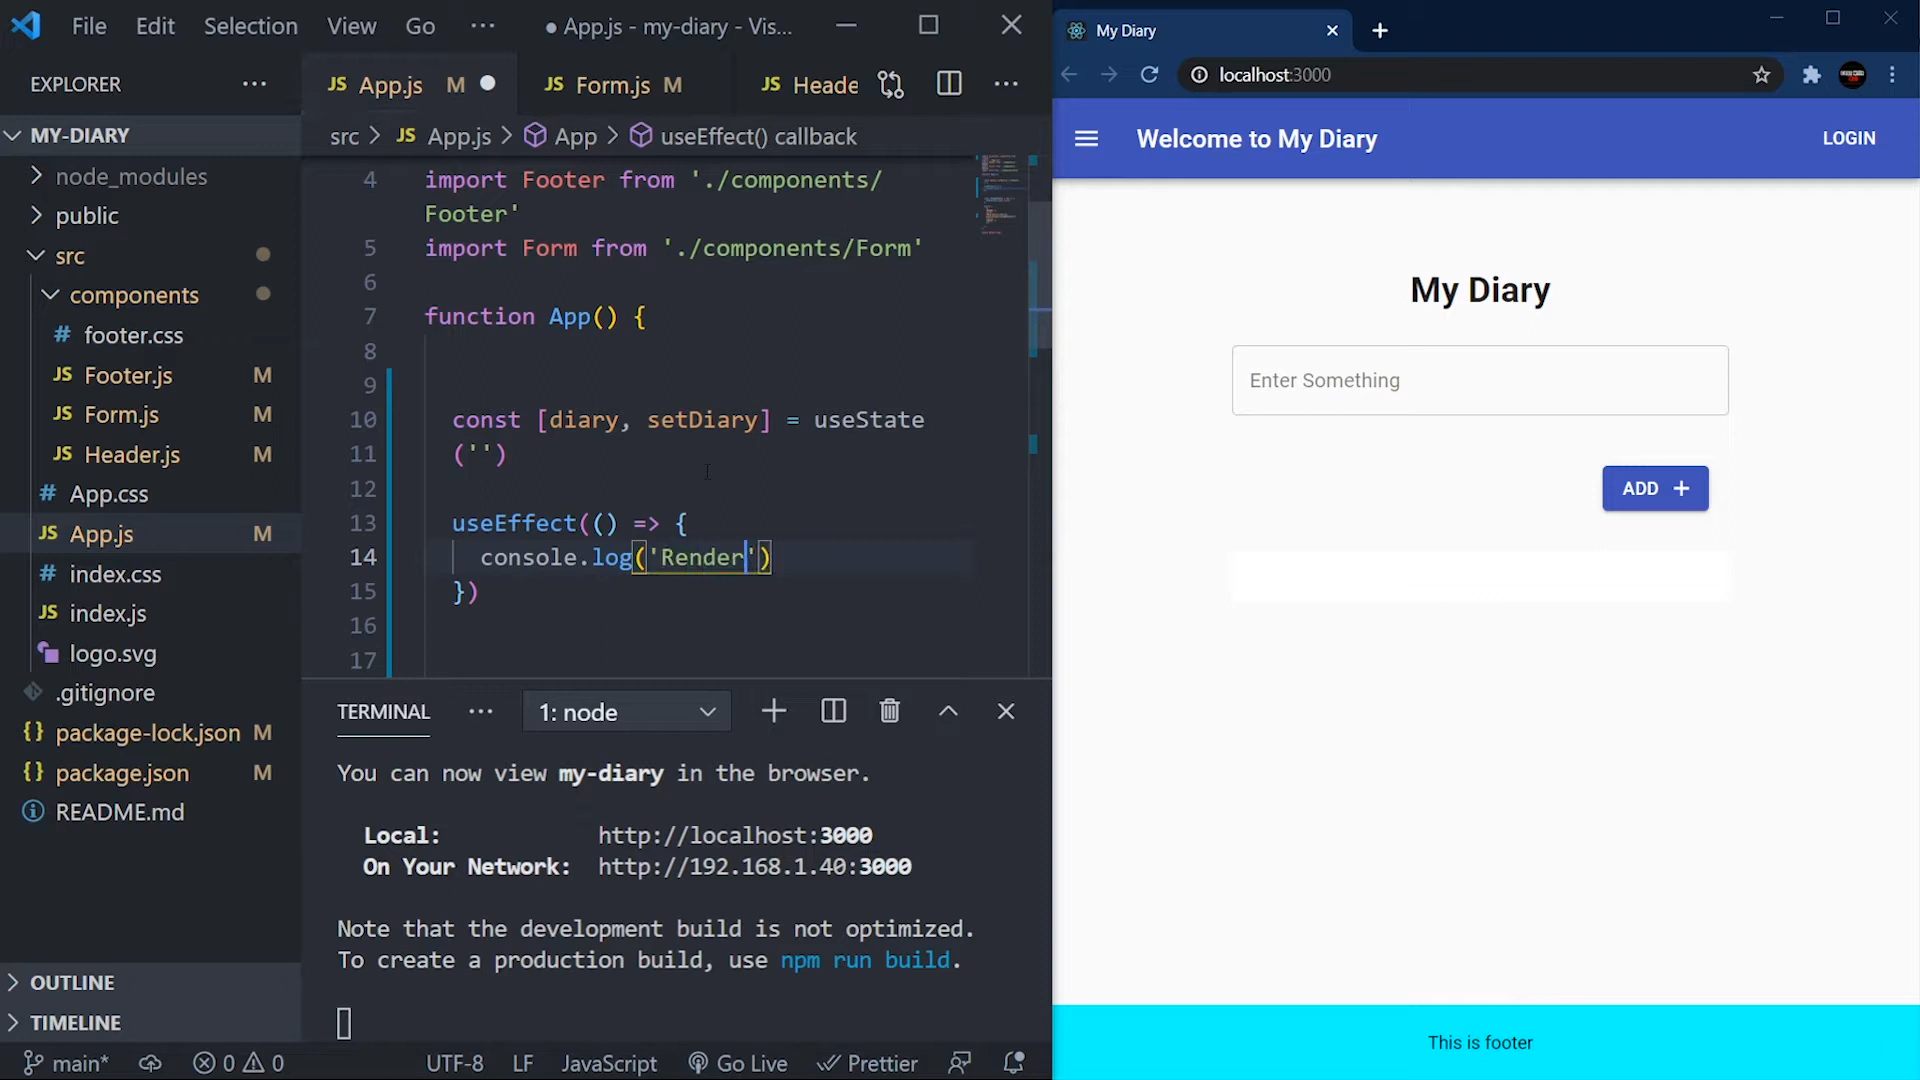 File Edit Selection View Go ··· ● App.js - my-diary - Vis...
EXPLORER ···
MY-DIARY
node_modules
public
src
components
# footer.css
JS Footer.js M
JS Form.js M
JS Header.js M
# App.css
JS App.js M
# index.css
JS index.js
logo.svg
.gitignore
{} package-lock.json M
{} package.json M
README.md
OUTLINE
TIMELINE
JS App.js M ● JS Form.js M JS Heade ···
src > JS App.js > App > useEffect() callback
4 import Footer from './components/
Footer'
5 import Form from './components/Form'
6
7 function App() {
8
9
10 const [diary, setDiary] = useState
11 ('')
12
13 useEffect(() => {
14 console.log('Render')
15 })
16
17
TERMINAL ··· 1: node
You can now view my-diary in the browser.
Local: http://localhost:3000
On Your Network: http://192.168.1.40:3000
Note that the development build is not optimized.
To create a production build, use npm run build.
main* 0 0 UTF-8 LF JavaScript Go Live Prettier
My Diary
localhost:3000
Welcome to My Diary LOGIN
My Diary
Enter Something
ADD +
This is footer